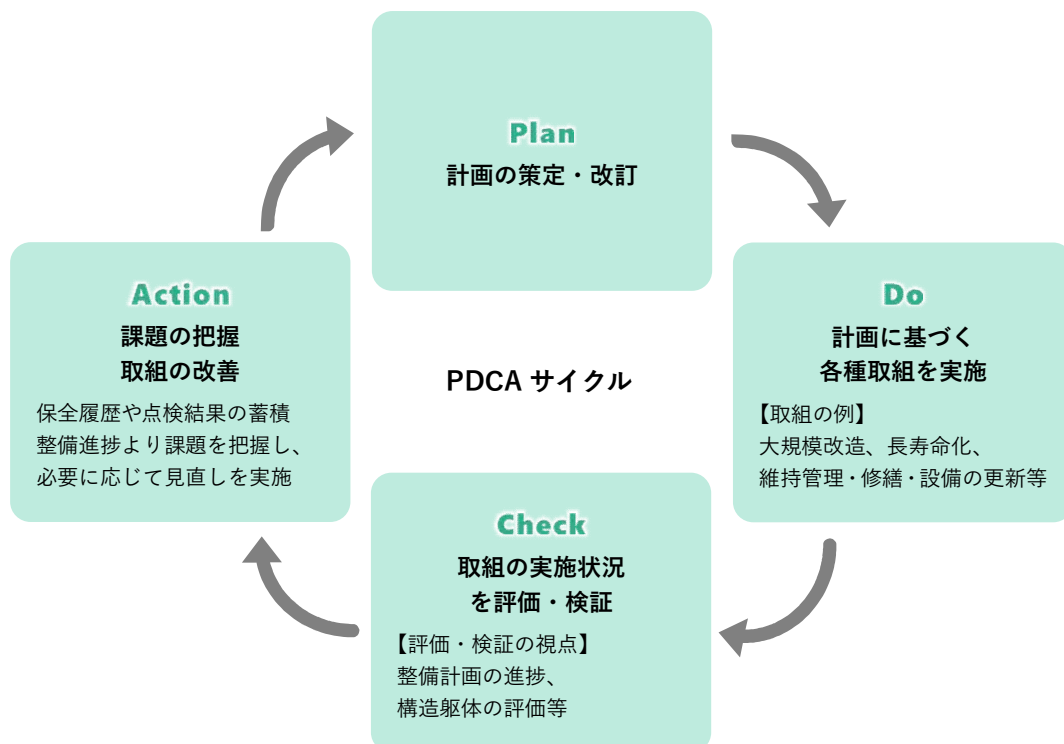 Plan
計画の策定・改訂
Do
計画に基づく
各種取組を実施
【取組の例】
大規模改造、長寿命化、
維持管理・修繕・設備の更新等
Check
取組の実施状況
を評価・検証
【評価・検証の視点】
整備計画の進捗、
構造躯体の評価等
Action
課題の把握
取組の改善
保全履歴や点検結果の蓄積
整備進捗より課題を把握し、
必要に応じて見直しを実施
PDCA サイクル